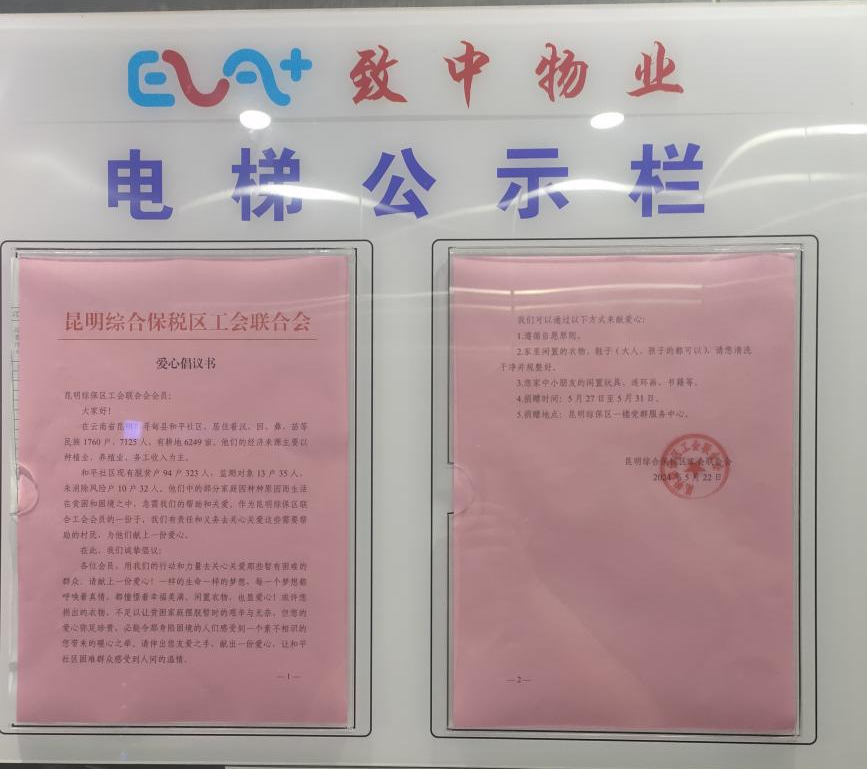 致中物业
电梯公示栏
昆明综合保税区工会联合会
爱心倡议书
昆明综保区工会联合会会员：
大家好！
在云南省昆明市寻甸县和平社区，居住着汉、回、彝、苗等
民族1760户，7125人，有耕地6249亩，他们的经济来源主要以
种植业、养殖业、务工收入为主。
和平社区现有脱贫户94户323人，监测对象13户35人，
未消除风险户10户32人，他们中的部分家庭因种种原因而生活
在贫困和困境之中，急需我们的帮助和关爱。作为昆明综保区联
合工会会员的一份子，我们有责任和义务去关心关爱这些需要帮
助的村民，为他们献上一份爱心。
在此，我们诚挚倡议：
各位会员，用我们的行动和力量去关心关爱那些暂有困难的
群众，请献上一份爱心！一样的生命一样的梦想，每一个梦想都
呼唤着真情，都憧憬着幸福美满。闲置衣物，也显爱心！或许您
捐出的衣物，不足以让贫困家庭摆脱暂时的艰辛与无奈，但您的
爱心弥足珍贵，必能令那身陷困境的人们感受到一个素不相识的
您带来的暖心之举。请伸出您友爱之手，献出一份爱心，让和平
社区困难群众感受到人间的温情。
—1—
我们可以通过以下方式来献爱心：
1.遵循自愿原则。
2.家里闲置的衣物、鞋子（大人、孩子的都可以），请您清洗
干净并规整好。
3.您家中小朋友的闲置玩具、连环画、书籍等。
4.捐赠时间：5月27日至5月31日。
5.捐赠地点：昆明综保区一楼党群服务中心。
昆明综合保税区工会联合会
2024年5月22日
—2—